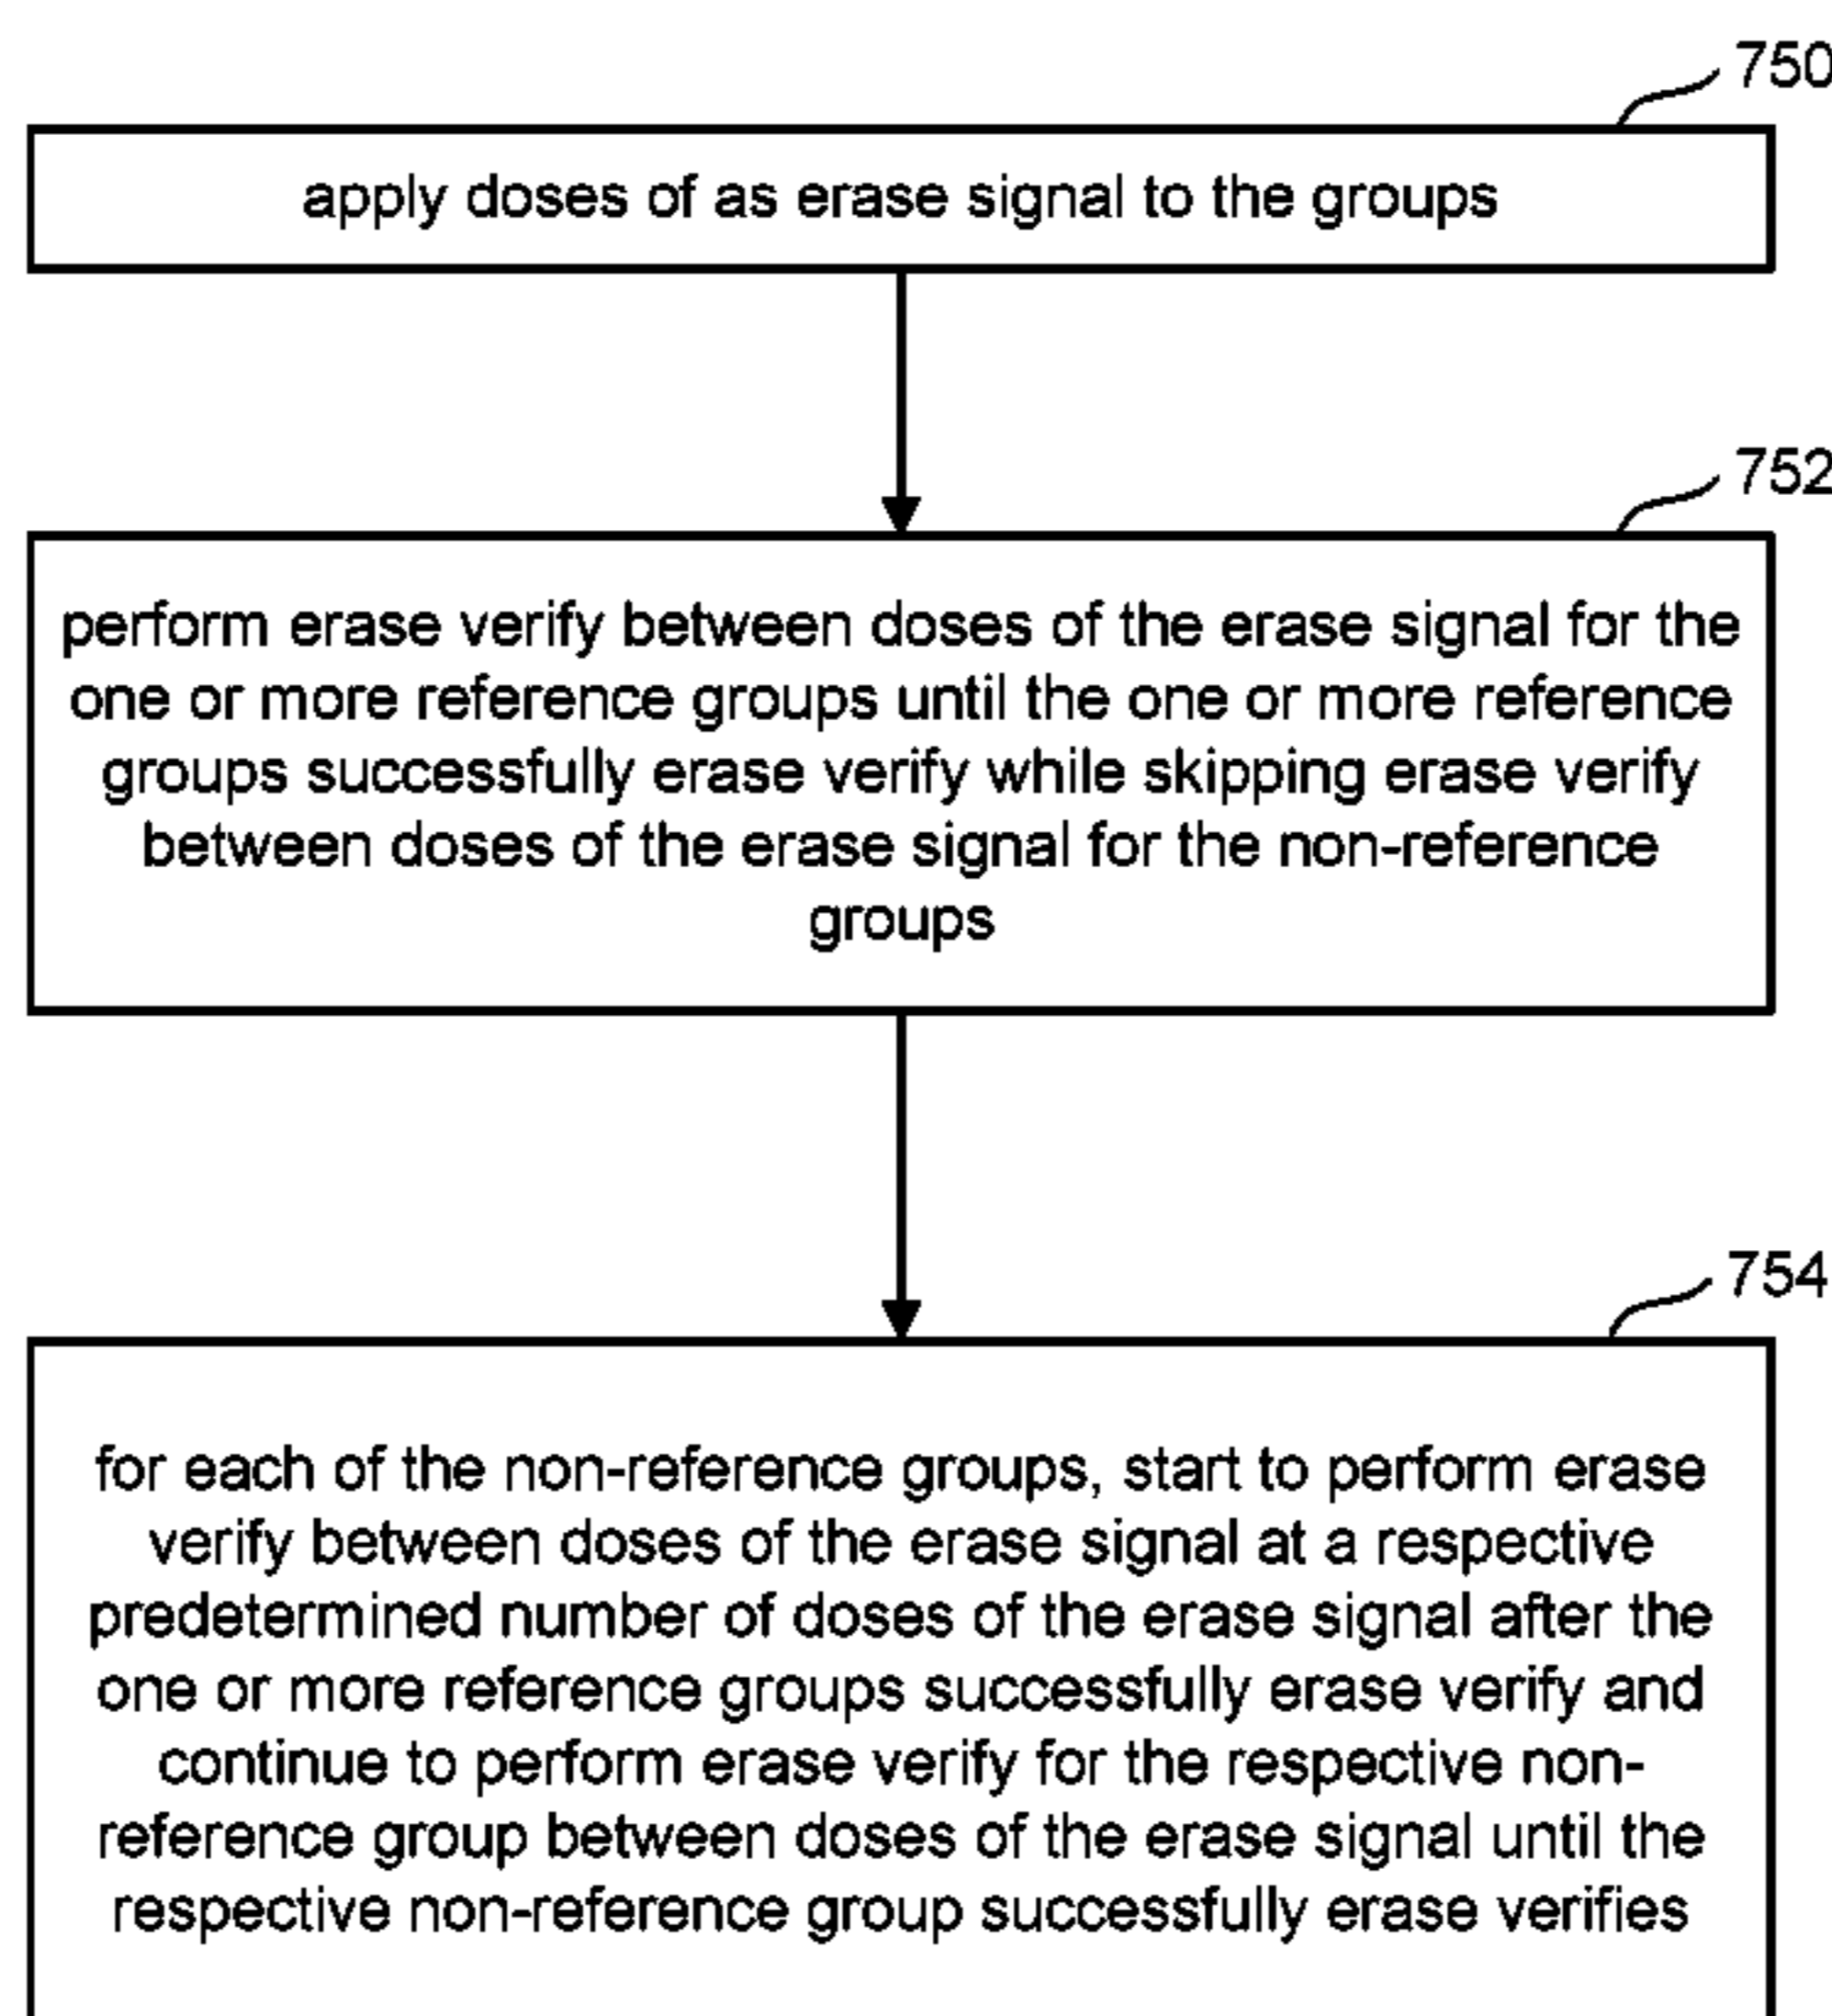 750
apply doses of as erase signal to the groups
752
perform erase verify between doses of the erase signal for the
one or more reference groups until the one or more reference
groups successfully erase verify while skipping erase verify
between doses of the erase signal for the non-reference
groups
754
for each of the non-reference groups, start to perform erase
verify between doses of the erase signal at a respective
predetermined number of doses of the erase signal after the
one or more reference groups successfully erase verify and
continue to perform erase verify for the respective non-
reference group between doses of the erase signal until the
respective non-reference group successfully erase verifies